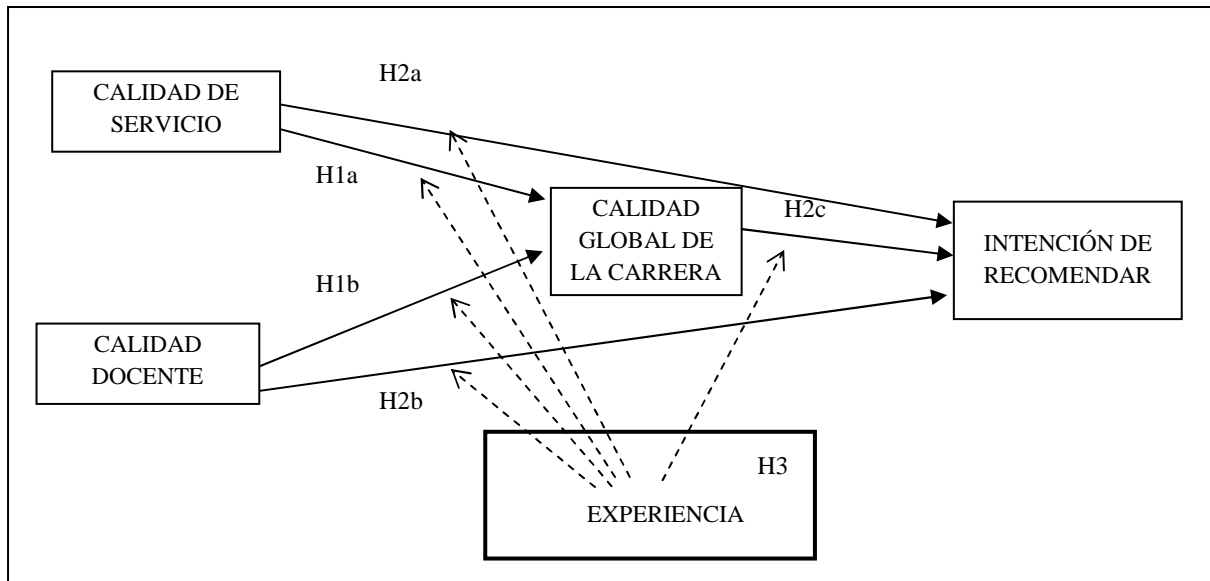 H2a
CALIDAD DE
SERVICIO
H1a
CALIDAD
GLOBAL DE
LA CARRERA
H2c
INTENCIÓN DE
RECOMENDAR
H1b
CALIDAD
DOCENTE
H2b
H3
EXPERIENCIA